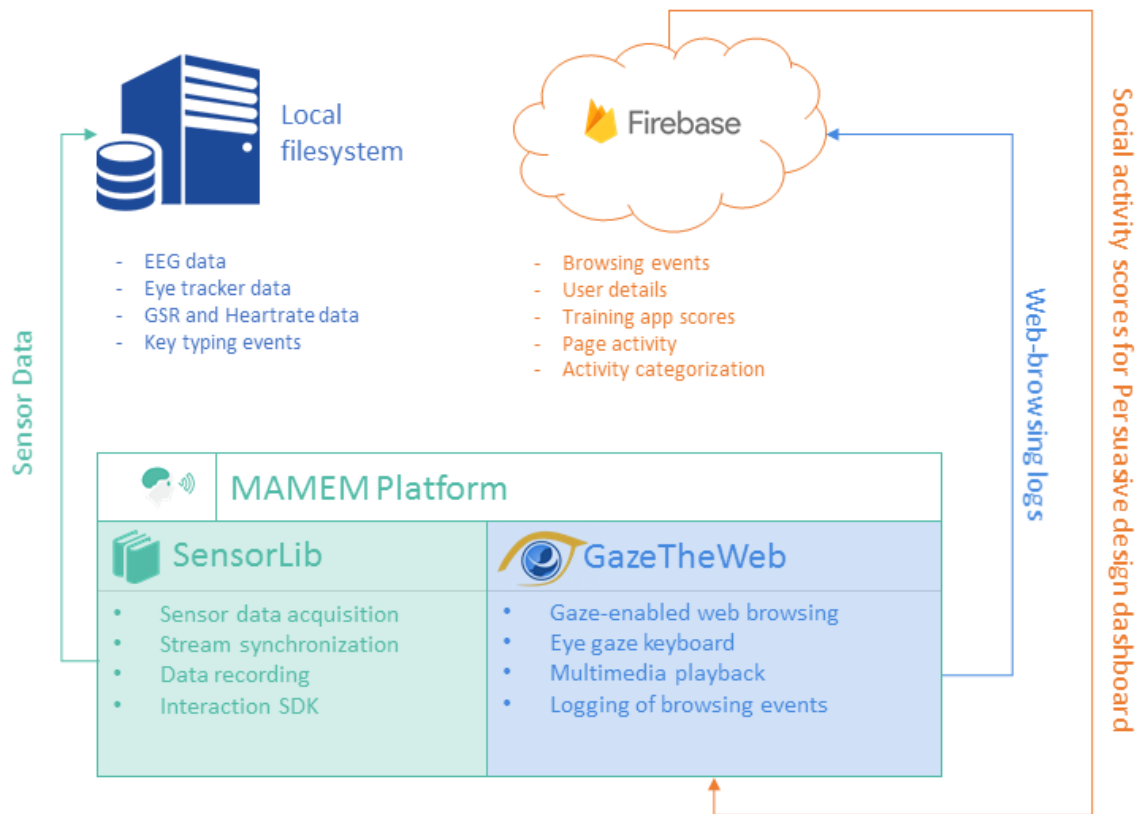 Local
filesystem
Firebase
- EEG data
- Eye tracker data
- GSR and Heartrate data
- Key typing events
- Browsing events
- User details
- Training app scores
- Page activity
- Activity categorization
Sensor Data
Web-browsing logs
Social activity scores for Persuasive design dashboard
MAMEM Platform
SensorLib
• Sensor data acquisition
• Stream synchronization
• Data recording
• Interaction SDK
GazeTheWeb
• Gaze-enabled web browsing
• Eye gaze keyboard
• Multimedia playback
• Logging of browsing events